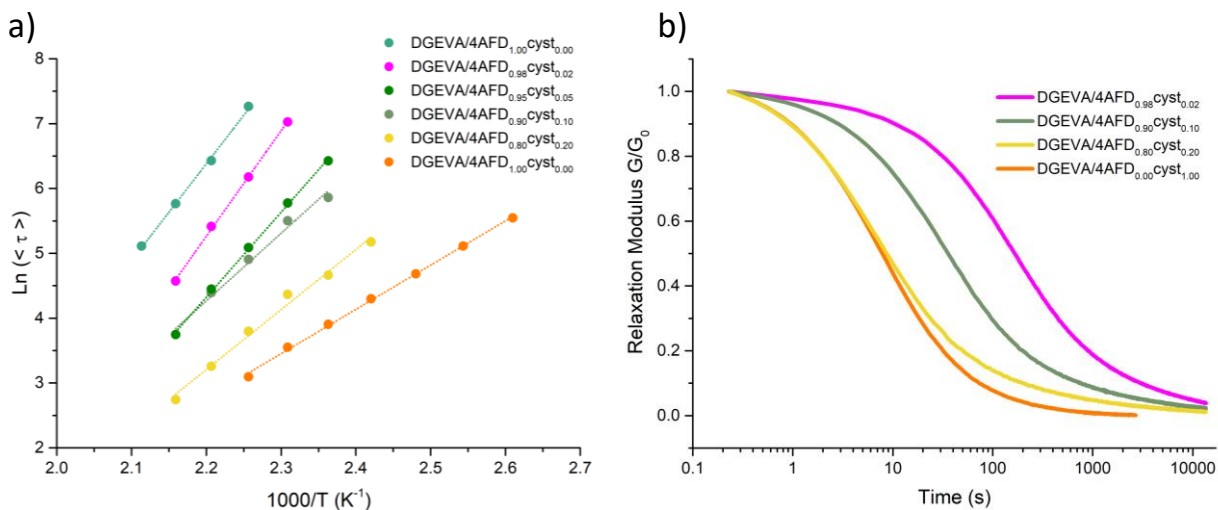 a)
Ln (< τ >)
8
7
6
5
4
3
2
DGEVA/4AFD1.00cyst0.00
DGEVA/4AFD0.98cyst0.02
DGEVA/4AFD0.95cyst0.05
DGEVA/4AFD0.90cyst0.10
DGEVA/4AFD0.80cyst0.20
DGEVA/4AFD1.00cyst0.00
2.0 2.1 2.2 2.3 2.4 2.5 2.6 2.7
1000/T (K-1)
b)
Relaxation Modulus G/G0
1.0
0.8
0.6
0.4
0.2
0.0
DGEVA/4AFD0.98cyst0.02
DGEVA/4AFD0.90cyst0.10
DGEVA/4AFD0.80cyst0.20
DGEVA/4AFD0.00cyst1.00
0.1 1 10 100 1000 10000
Time (s)